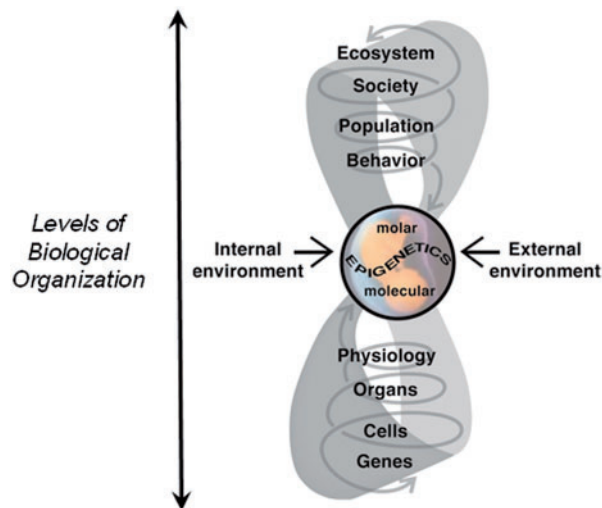 Ecosystem
Society
Population
Behavior
Levels of
Biological
Organization
Internal
environment
molar
EPIGENETICS
molecular
External
environment
Physiology
Organs
Cells
Genes